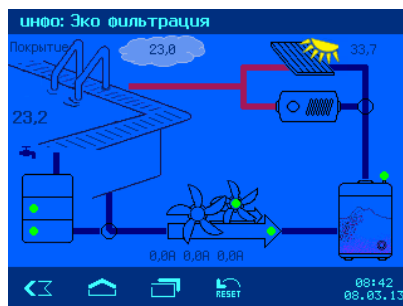 инфо: Эко фильтрация
Покрытие
23,0
33,7
23,2
0,0A 0,0A 0,0A
RESET
08:42
08.03.13